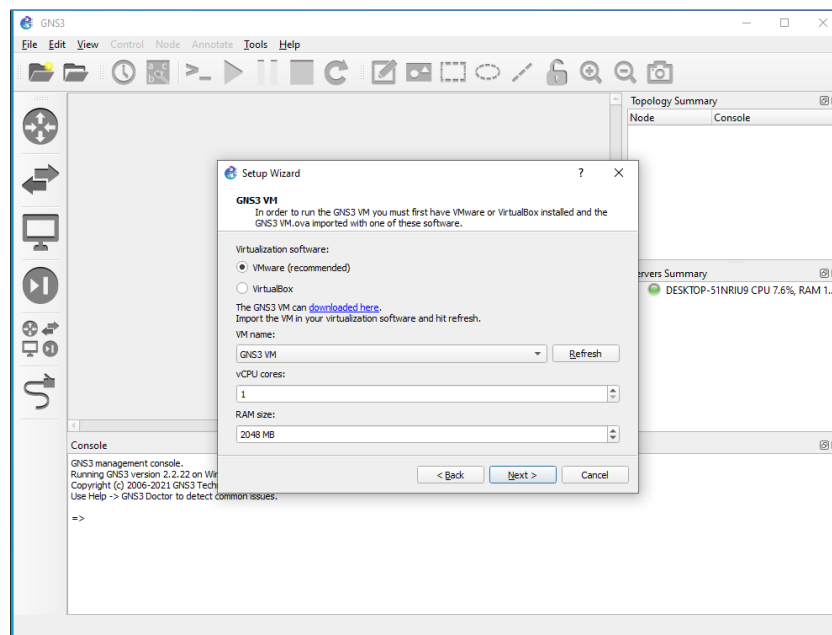 GNS3
File Edit View Control Node Annotate Tools Help
Topology Summary
Node Console
Setup Wizard
GNS3 VM
In order to run the GNS3 VM you must first have VMware or VirtualBox installed and the
GNS3 VM.ova imported with one of these software.
Virtualization software:
VMware (recommended)
VirtualBox
The GNS3 VM can downloaded here.
Import the VM in your virtualization software and hit refresh.
VM name:
GNS3 VM Refresh
vCPU cores:
1
RAM size:
2048 MB
< Back Next > Cancel
ervers Summary
DESKTOP-51NRIU9 CPU 7.6%, RAM 1..
Console
GNS3 management console.
Running GNS3 version 2.2.22 on Wi
Copyright (c) 2006-2021 GNS3 Tech
Use Help -> GNS3 Doctor to detect common issues.
=>